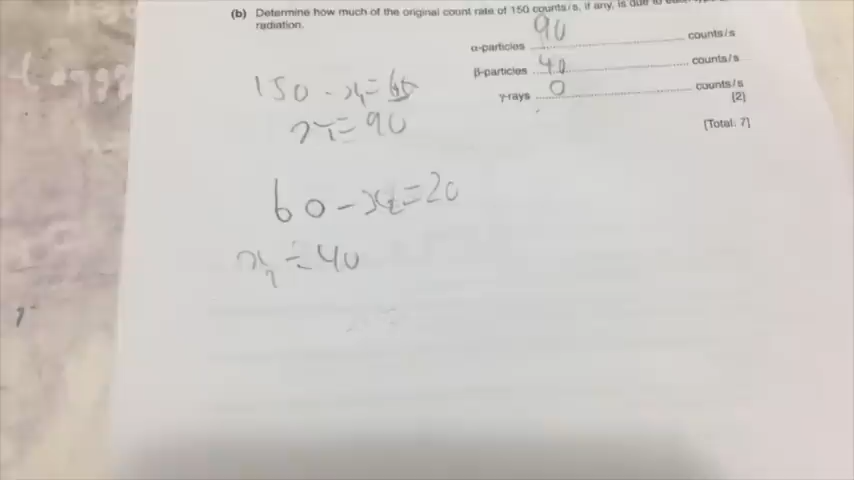 (b) Determine how much of the original count rate of 150 counts/s, if any, is due to
radiation.
α-particles 90 counts/s
β-particles 40 counts/s
γ-rays 0 counts/s
[2]
[Total: 7]
150 - x₁ = 60
x₁ = 90
60 - x₂ = 20
x₂ = 40